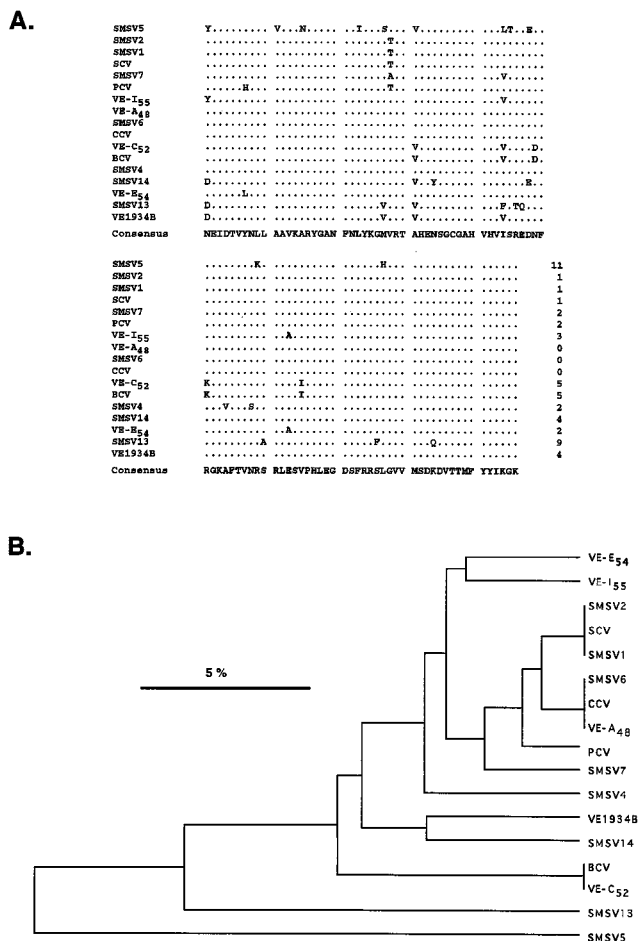 A.
SMSV5 Y......... V...N..... ..I...S... V......... ...LT..E..
SMSV2 .......... .......... .......T.. .......... ..........
SMSV1 .......... .......... .......T.. .......... ..........
SCV .......... .......... .......T.. .......... ..........
SMSV7 .......... .......... .......A.. .......... ...V......
PCV ......H... .......... .......T.. .......... ..........
VE-I55 Y......... .......... .......... .......... ...V......
VE-A48 .......... .......... .......... .......... ..........
SMSV6 .......... .......... .......... .......... ..........
CCV .......... .......... .......... .......... ..........
VE-C52 .......... .......... .......... V......... ...V....D.
BCV .......... .......... .......... V......... ...V....D.
SMSV4 .......... .......... .......... .......... ..........
SMSV14 D......... .......... .......... V..Y...... .......E..
VE-E54 ......L... .......... .......... .......... ..........
SMSV13 D......... .......... ......V... V......... ...F.TQ...
VE1934B D......... .......... ......V... V......... ...V......
Consensus NEIDTVYNLL AAVKARYGAN FNLYKGMVRT AHENSGCGAH VHVISREDNF
SMSV5 ........K. .......... ......H... .......... ...... 11
SMSV2 .......... .......... .......... .......... ...... 1
SMSV1 .......... .......... .......... .......... ...... 1
SCV .......... .......... .......... .......... ...... 1
SMSV7 .......... .......... .......... .......... ...... 2
PCV .......... .......... .......... .......... ...... 2
VE-I55 .......... ..A....... .......... .......... ...... 3
VE-A48 .......... .......... .......... .......... ...... 0
SMSV6 .......... .......... .......... .......... ...... 0
CCV .......... .......... .......... .......... ...... 0
VE-C52 K......... ....I..... .......... .......... ...... 5
BCV K......... ....I..... .......... .......... ...... 5
SMSV4 ...V...S.. .......... .......... .......... ...... 2
SMSV14 .......... .......... .......... .......... ...... 4
VE-E54 .......... ..A....... .......... .......... ...... 2
SMSV13 .........A .......... .....F.... ...Q...... ...... 9
VE1934B .......... .......... .......... .......... ...... 4
Consensus RGKAFTVNRS RLESVPHLEG DSFRRSLGVV MSDKDVTTMF YYIKGK
B.
VE-E54
VE-I55
SMSV2
5 %
SCV
SMSV1
SMSV6
CCV
VE-A48
PCV
SMSV7
SMSV4
VE1934B
SMSV14
BCV
VE-C52
SMSV13
SMSV5